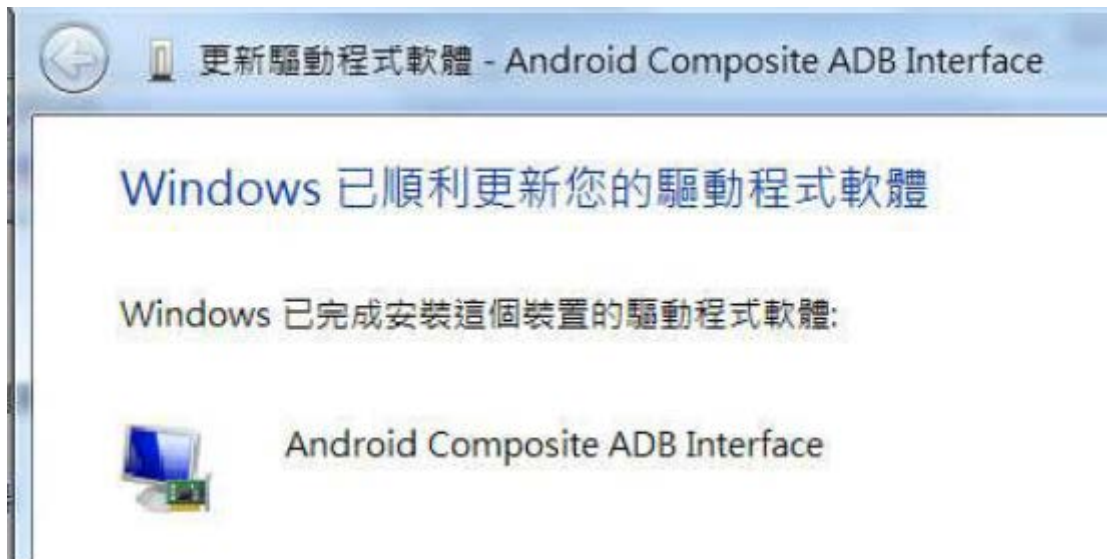 更新驅動程式軟體 - Android Composite ADB Interface
Windows 已順利更新您的驅動程式軟體
Windows 已完成安裝這個裝置的驅動程式軟體:
Android Composite ADB Interface